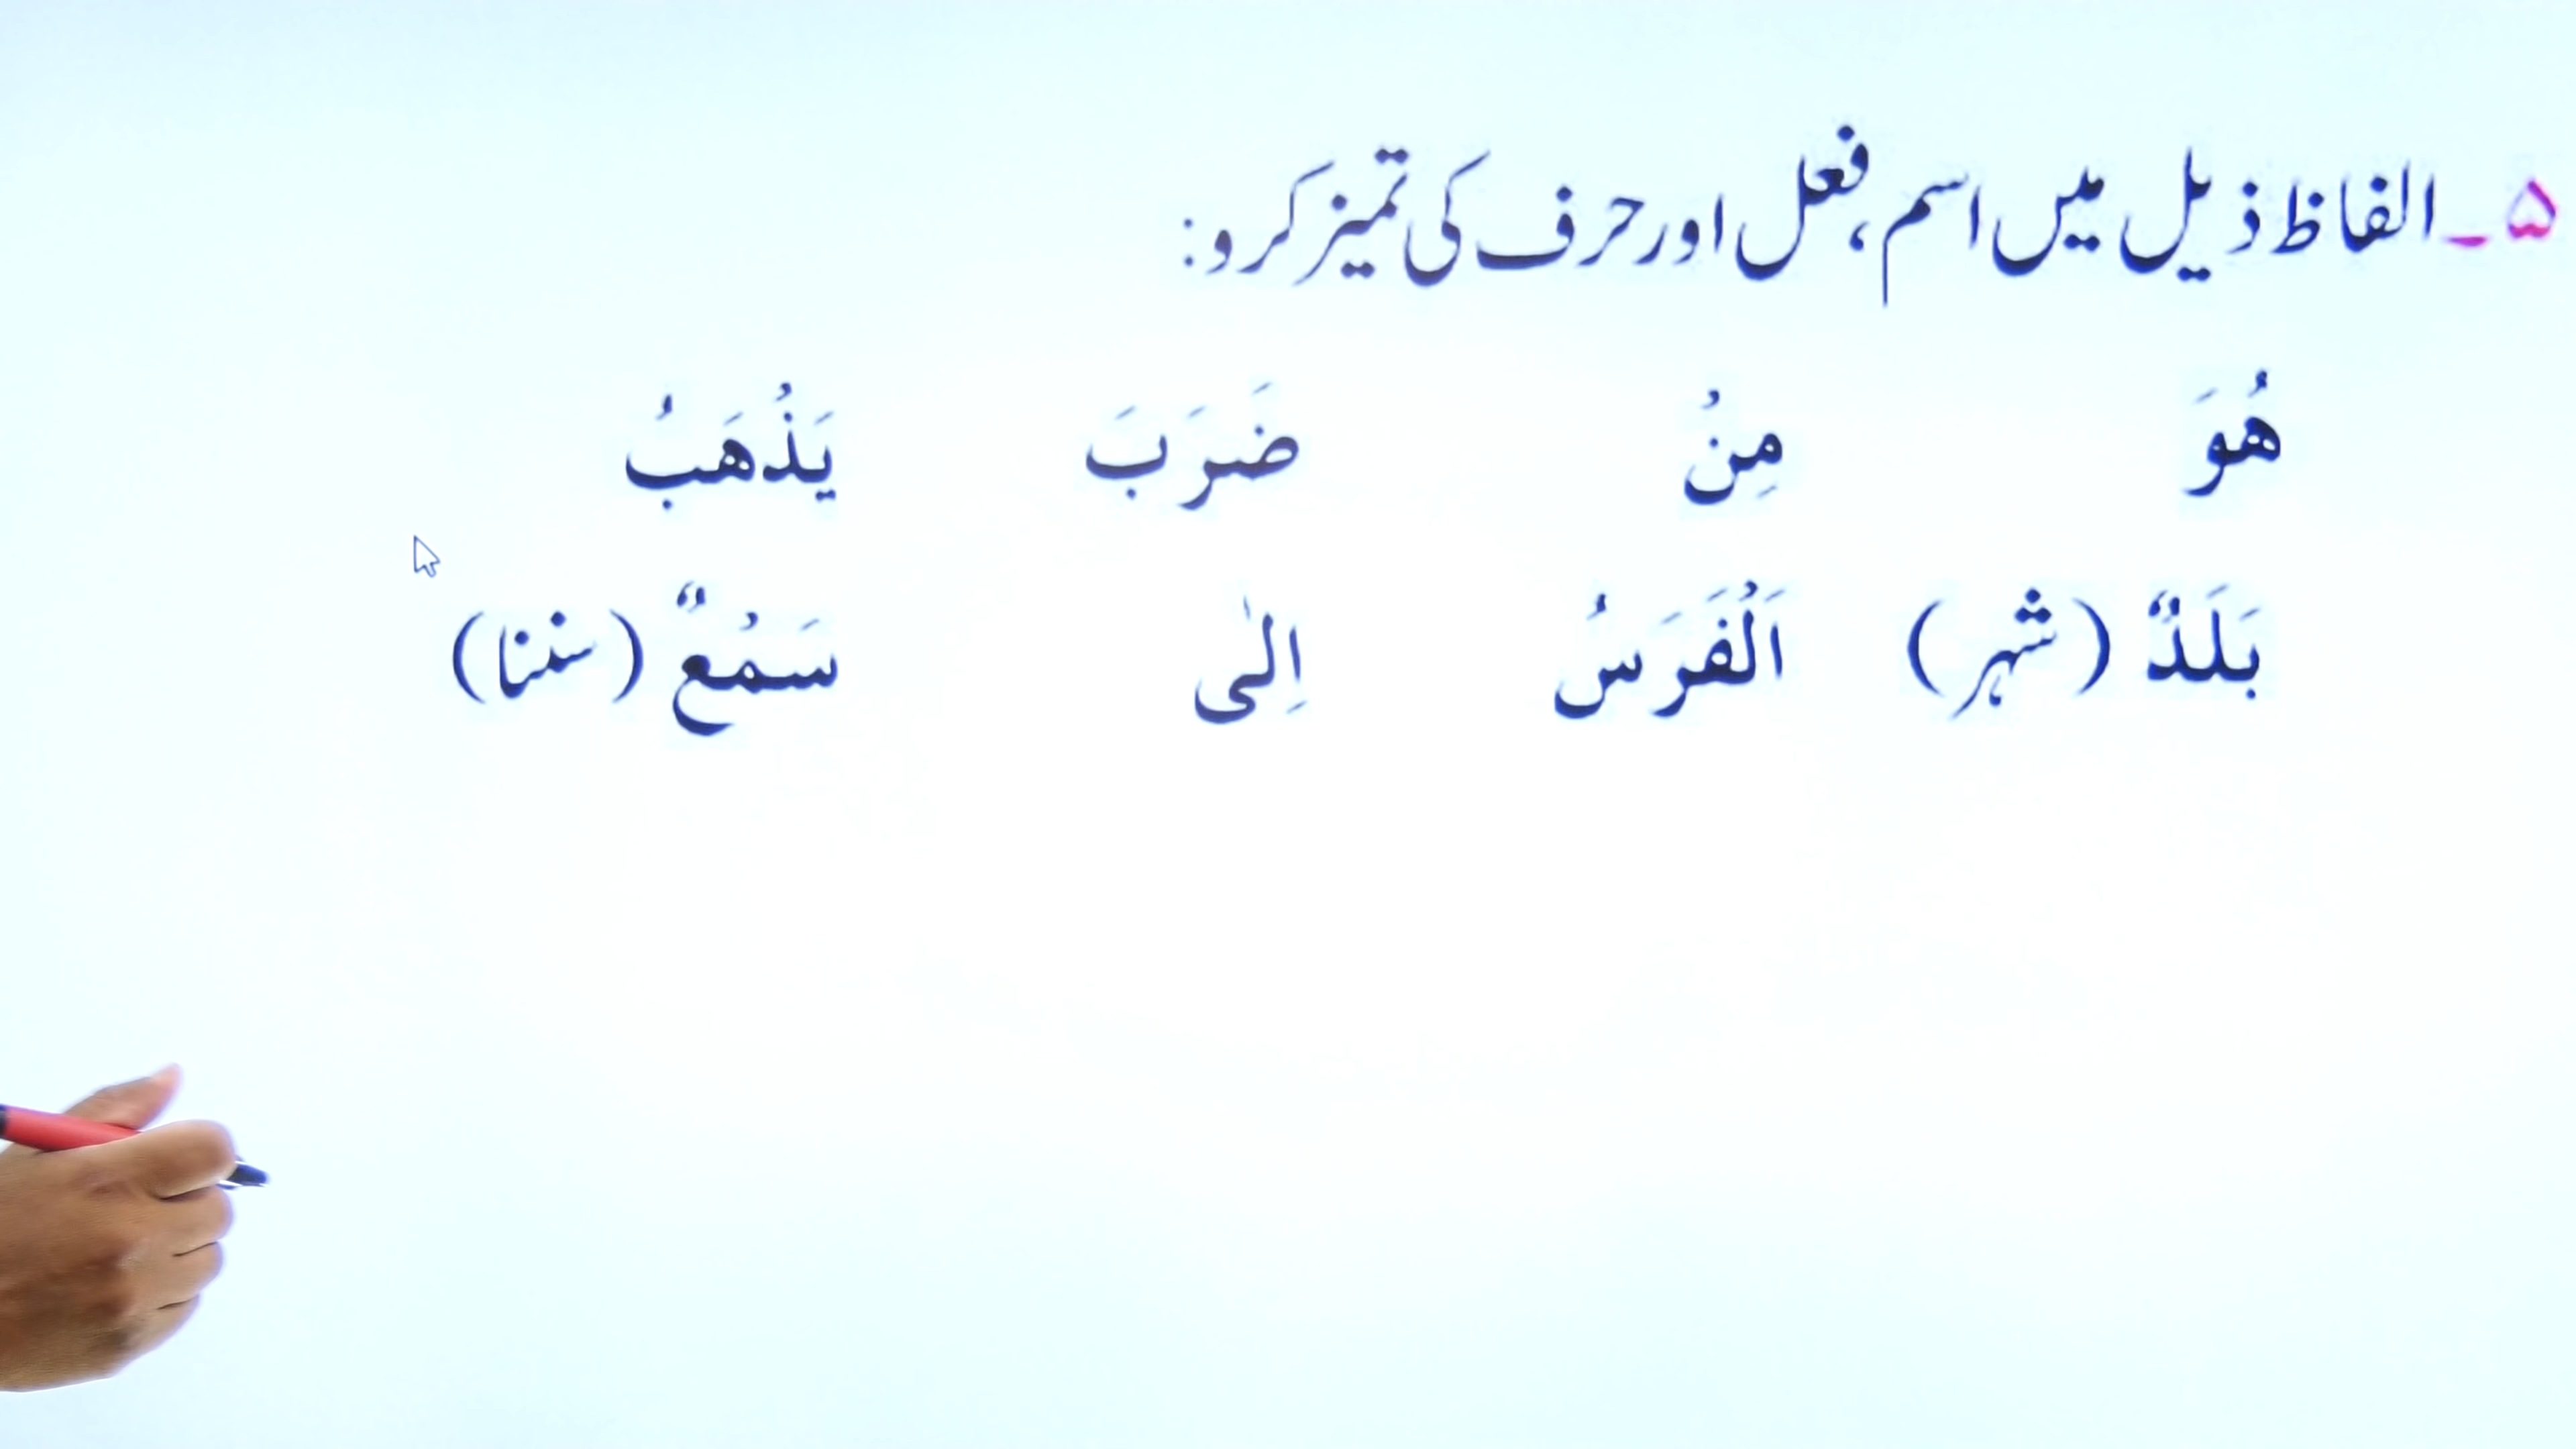 ۵۔ الفاظ ذیل میں اسم، فعل اور حرف کی تمیز کرو:
هُوَ مِنْ ضَرَبَ يَذْهَبُ
بَلَدٌ (شہر) اَلْفَرَسُ اِلٰى سَمْعٌ (سننا)